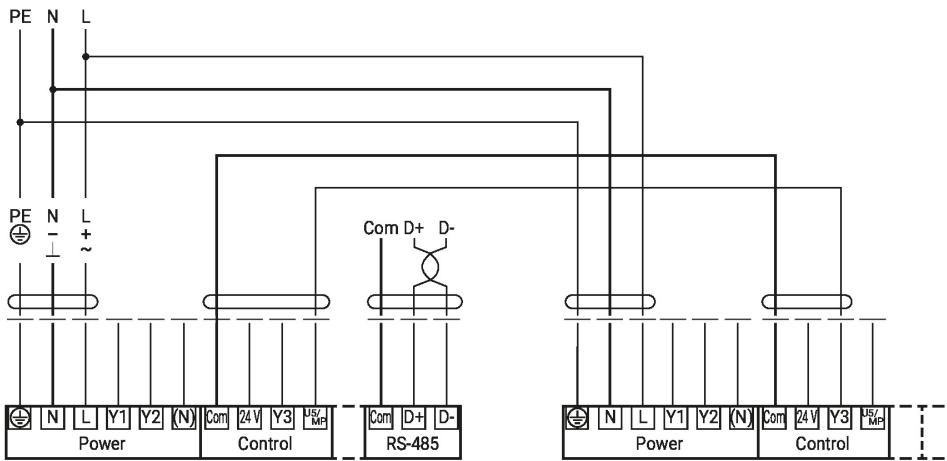 PE N L
PE N L
− +
⊥ ~
Com D+ D-
N L Y1 Y2 (N) Com 24 V Y3 U5/MP Com D+ D- N L Y1 Y2 (N) Com 24 V Y3 U5/MP
Power Control RS-485 Power Control